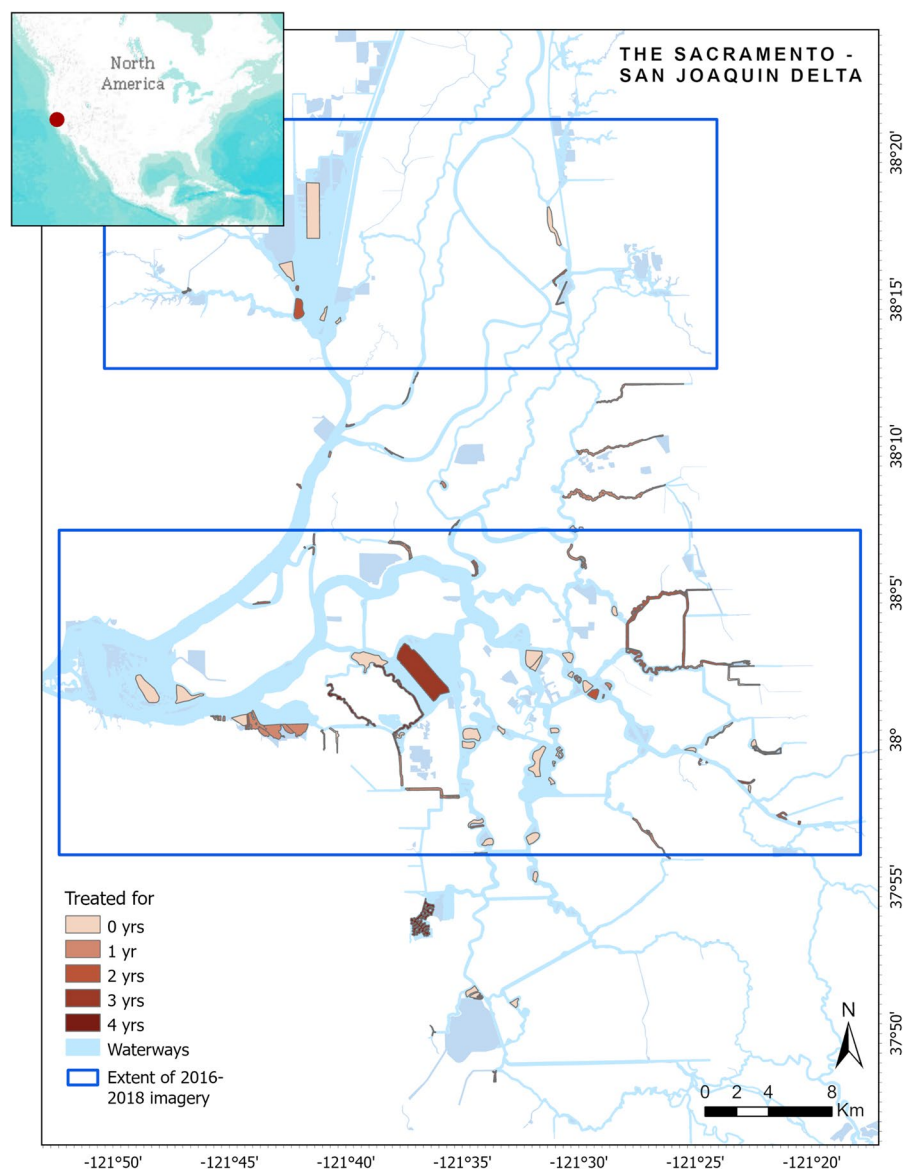 North
America
THE SACRAMENTO -
SAN JOAQUIN DELTA
38°20'
38°15'
38°10'
38°5'
38°
37°55'
37°50'
Treated for
0 yrs
1 yr
2 yrs
3 yrs
4 yrs
Waterways
Extent of 2016-
2018 imagery
N
0 2 4 8
Km
-121°50' -121°45' -121°40' -121°35' -121°30' -121°25' -121°20'